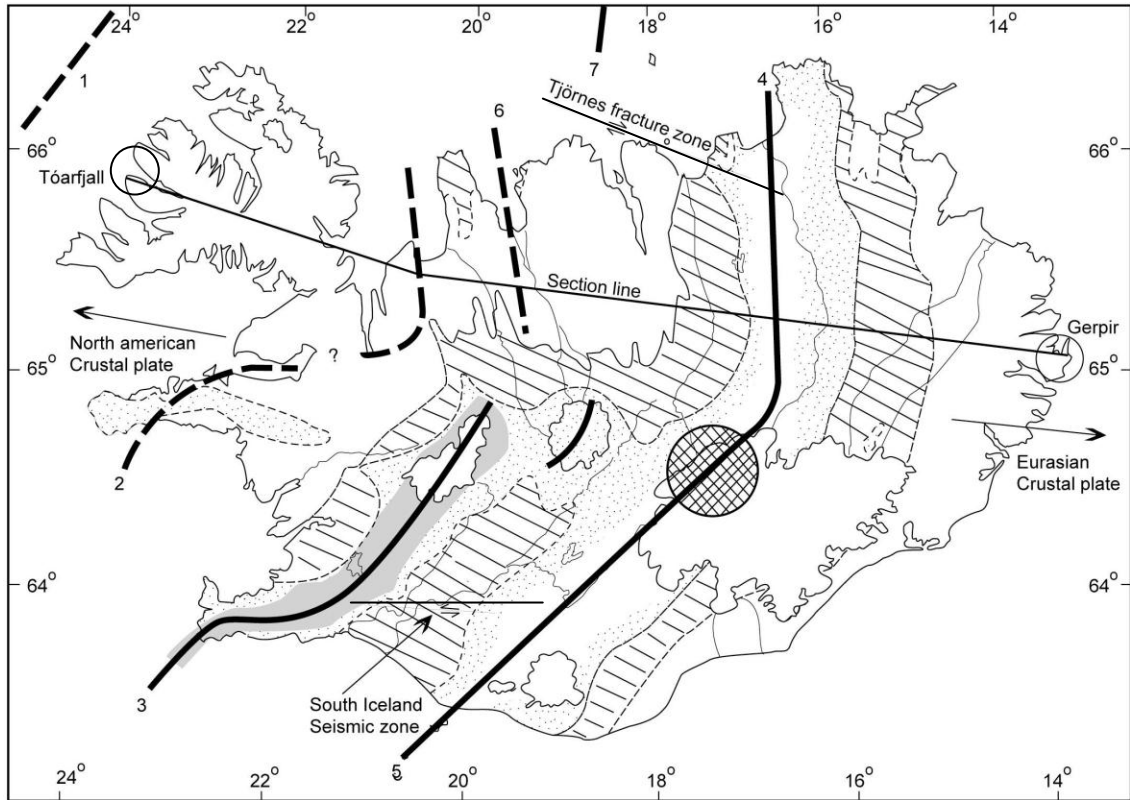 24°
22°
20°
18°
16°
14°
1
7
4
Tjörnes fracture zone
6
66°
66°
Tóarfjall
Section line
North american
Crustal plate
?
Gerpir
65°
65°
Eurasian
Crustal plate
2
64°
64°
3
South Iceland
Seismic zone
5
24°
22°
20°
18°
16°
14°